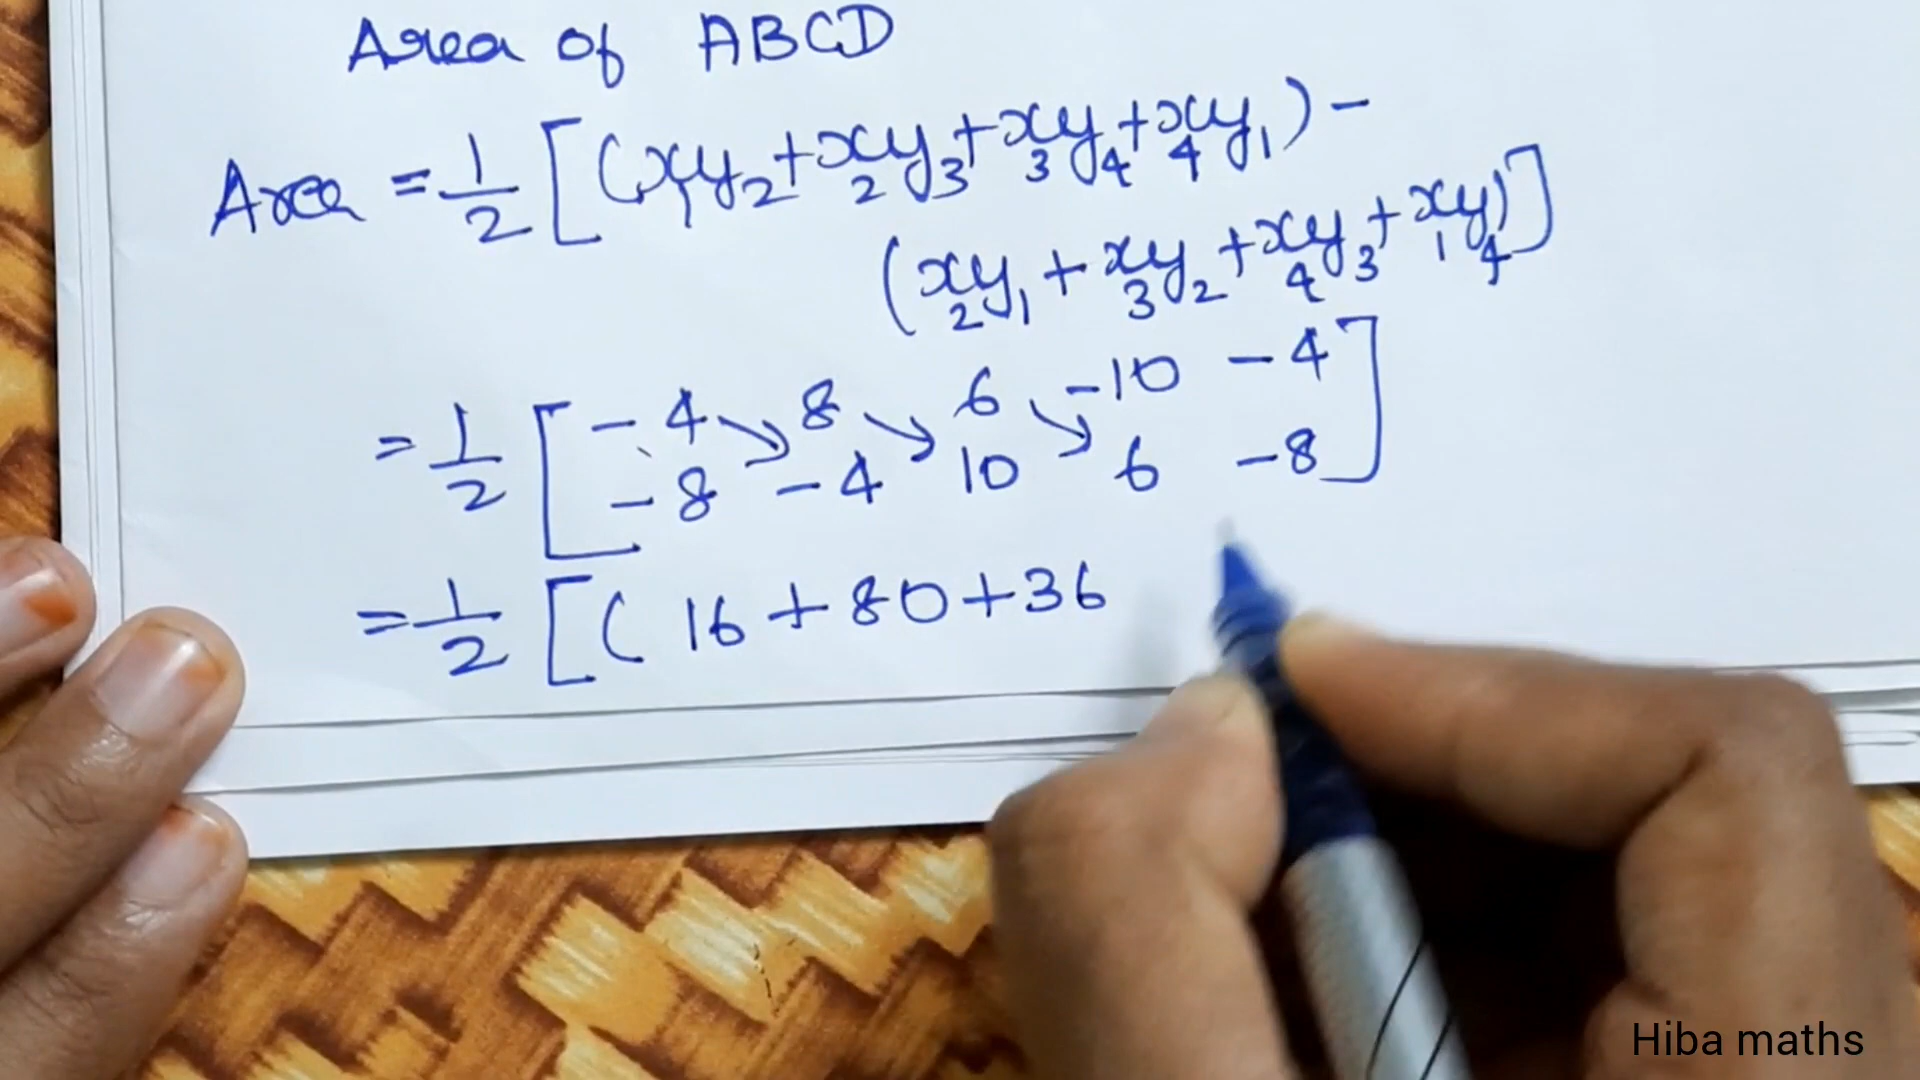 Area of ABCD
Area = 1/2 [(x₁y₂ + x₂y₃ + x₃y₄ + x₄y₁) -
(x₂y₁ + x₃y₂ + x₄y₃ + x₁y₄)]
= 1/2 [ -4 8 6 -10 -4 ]
-8 -4 10 6 -8
= 1/2 [( 16 + 80 + 36
Hiba maths